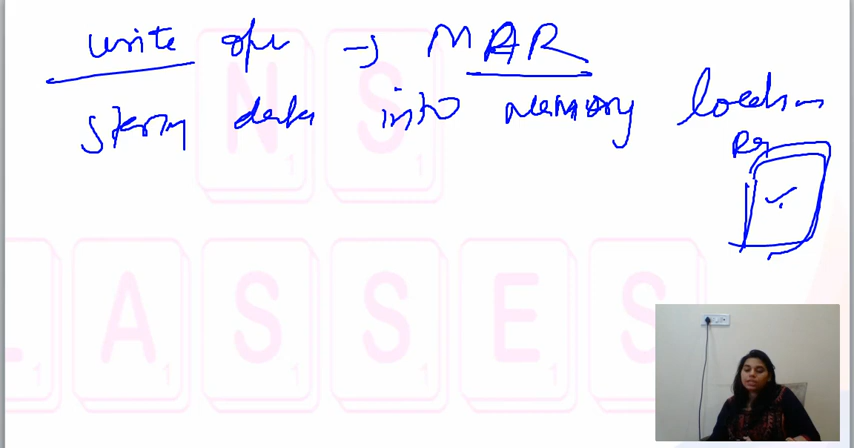 write opr → MAR
storing data into memory location
Reg
N S
L A S S E S